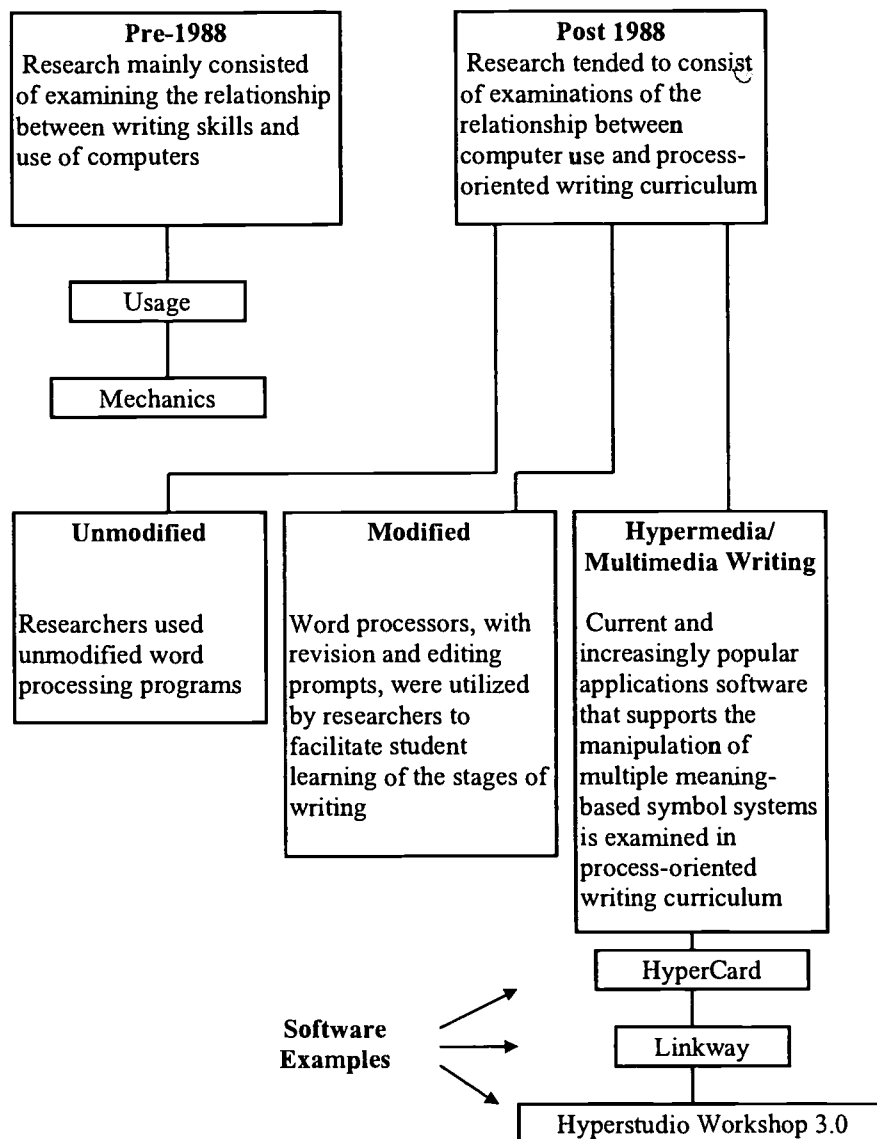 Pre-1988
Research mainly consisted
of examining the relationship
between writing skills and
use of computers
Post 1988
Research tended to consist
of examinations of the
relationship between
computer use and process-
oriented writing curriculum
Usage
Mechanics
Unmodified
Researchers used
unmodified word
processing programs
Modified
Word processors, with
revision and editing
prompts, were utilized
by researchers to
facilitate student
learning of the stages of
writing
Hypermedia/
Multimedia Writing
Current and
increasingly popular
applications software
that supports the
manipulation of
multiple meaning-
based symbol systems
is examined in
process-oriented
writing curriculum
HyperCard
Software
Examples
Linkway
Hyperstudio Workshop 3.0